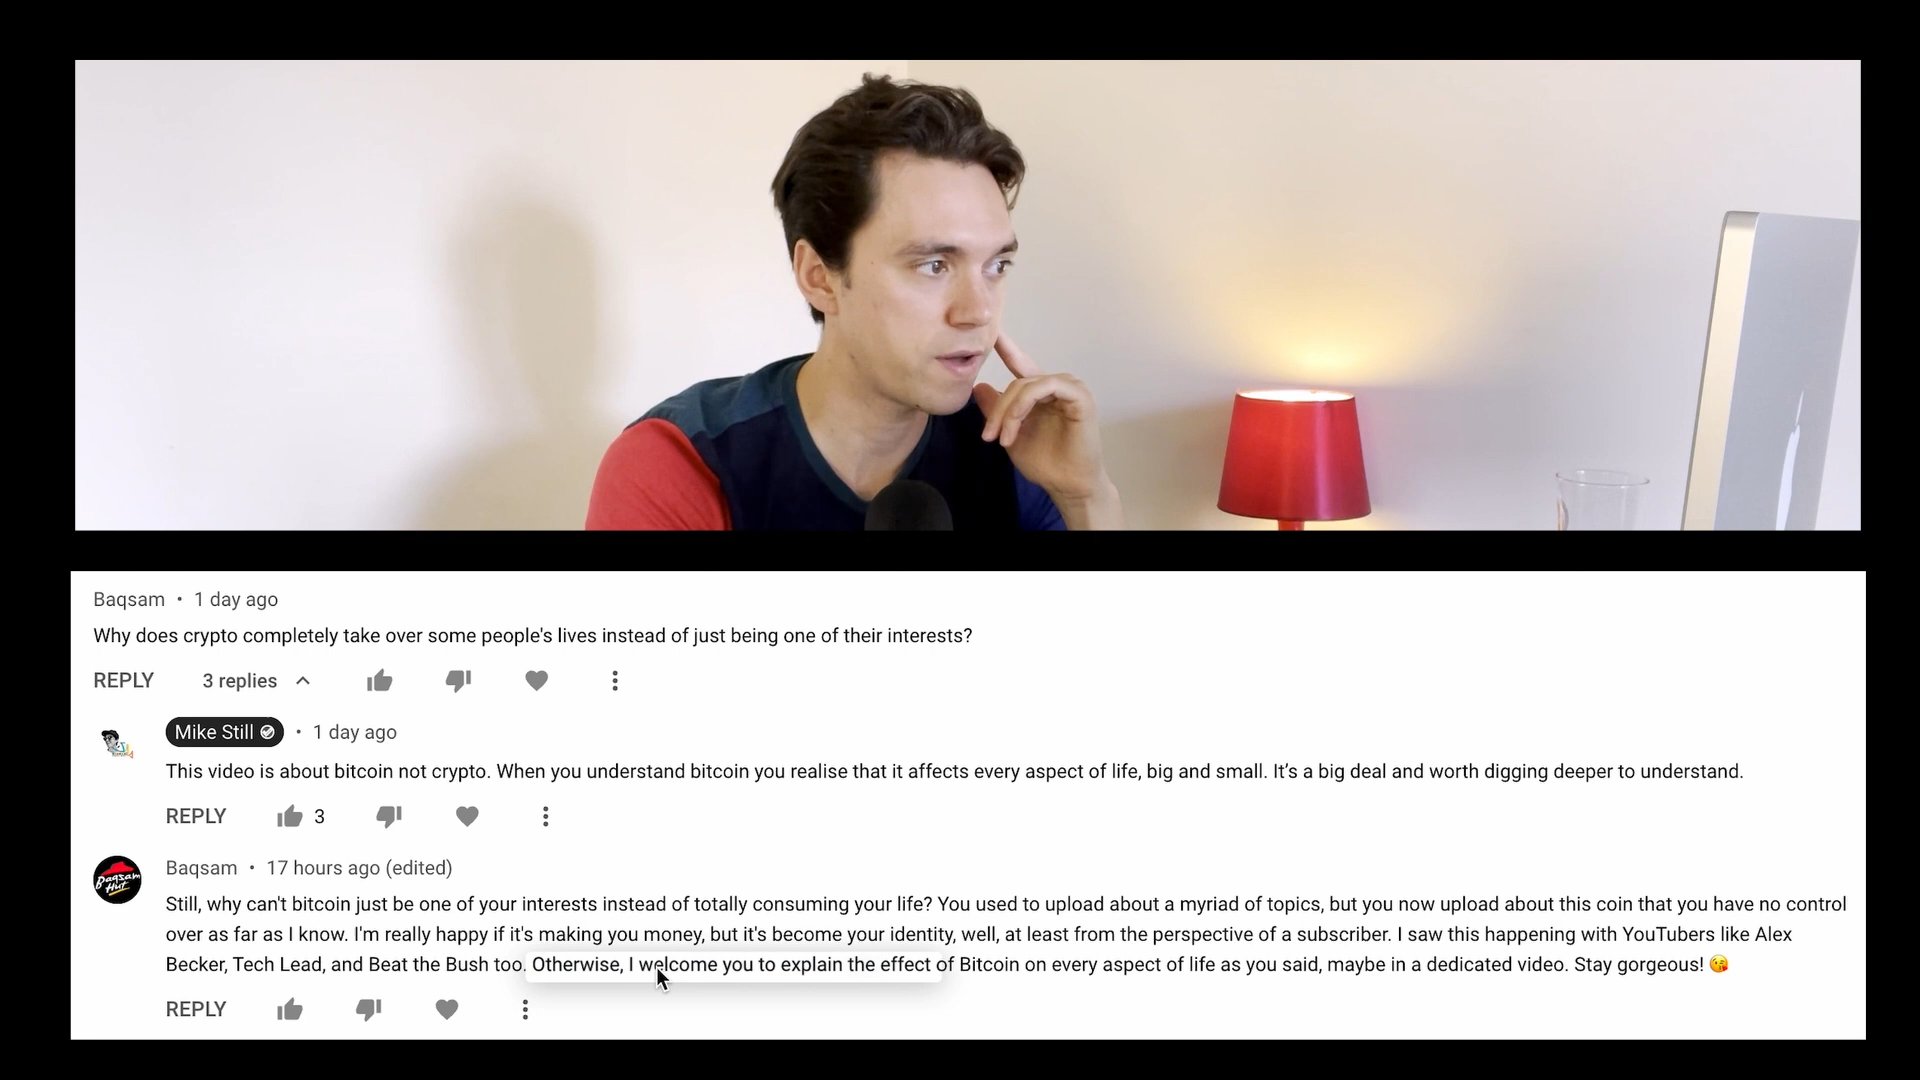 Baqsam • 1 day ago
Why does crypto completely take over some people's lives instead of just being one of their interests?
REPLY 3 replies
Mike Still • 1 day ago
This video is about bitcoin not crypto. When you understand bitcoin you realise that it affects every aspect of life, big and small. It’s a big deal and worth digging deeper to understand.
REPLY 3
Baqsam Hut
Baqsam • 17 hours ago (edited)
Still, why can't bitcoin just be one of your interests instead of totally consuming your life? You used to upload about a myriad of topics, but you now upload about this coin that you have no control
over as far as I know. I'm really happy if it's making you money, but it's become your identity, well, at least from the perspective of a subscriber. I saw this happening with YouTubers like Alex
Becker, Tech Lead, and Beat the Bush too. Otherwise, I welcome you to explain the effect of Bitcoin on every aspect of life as you said, maybe in a dedicated video. Stay gorgeous! 😘
REPLY